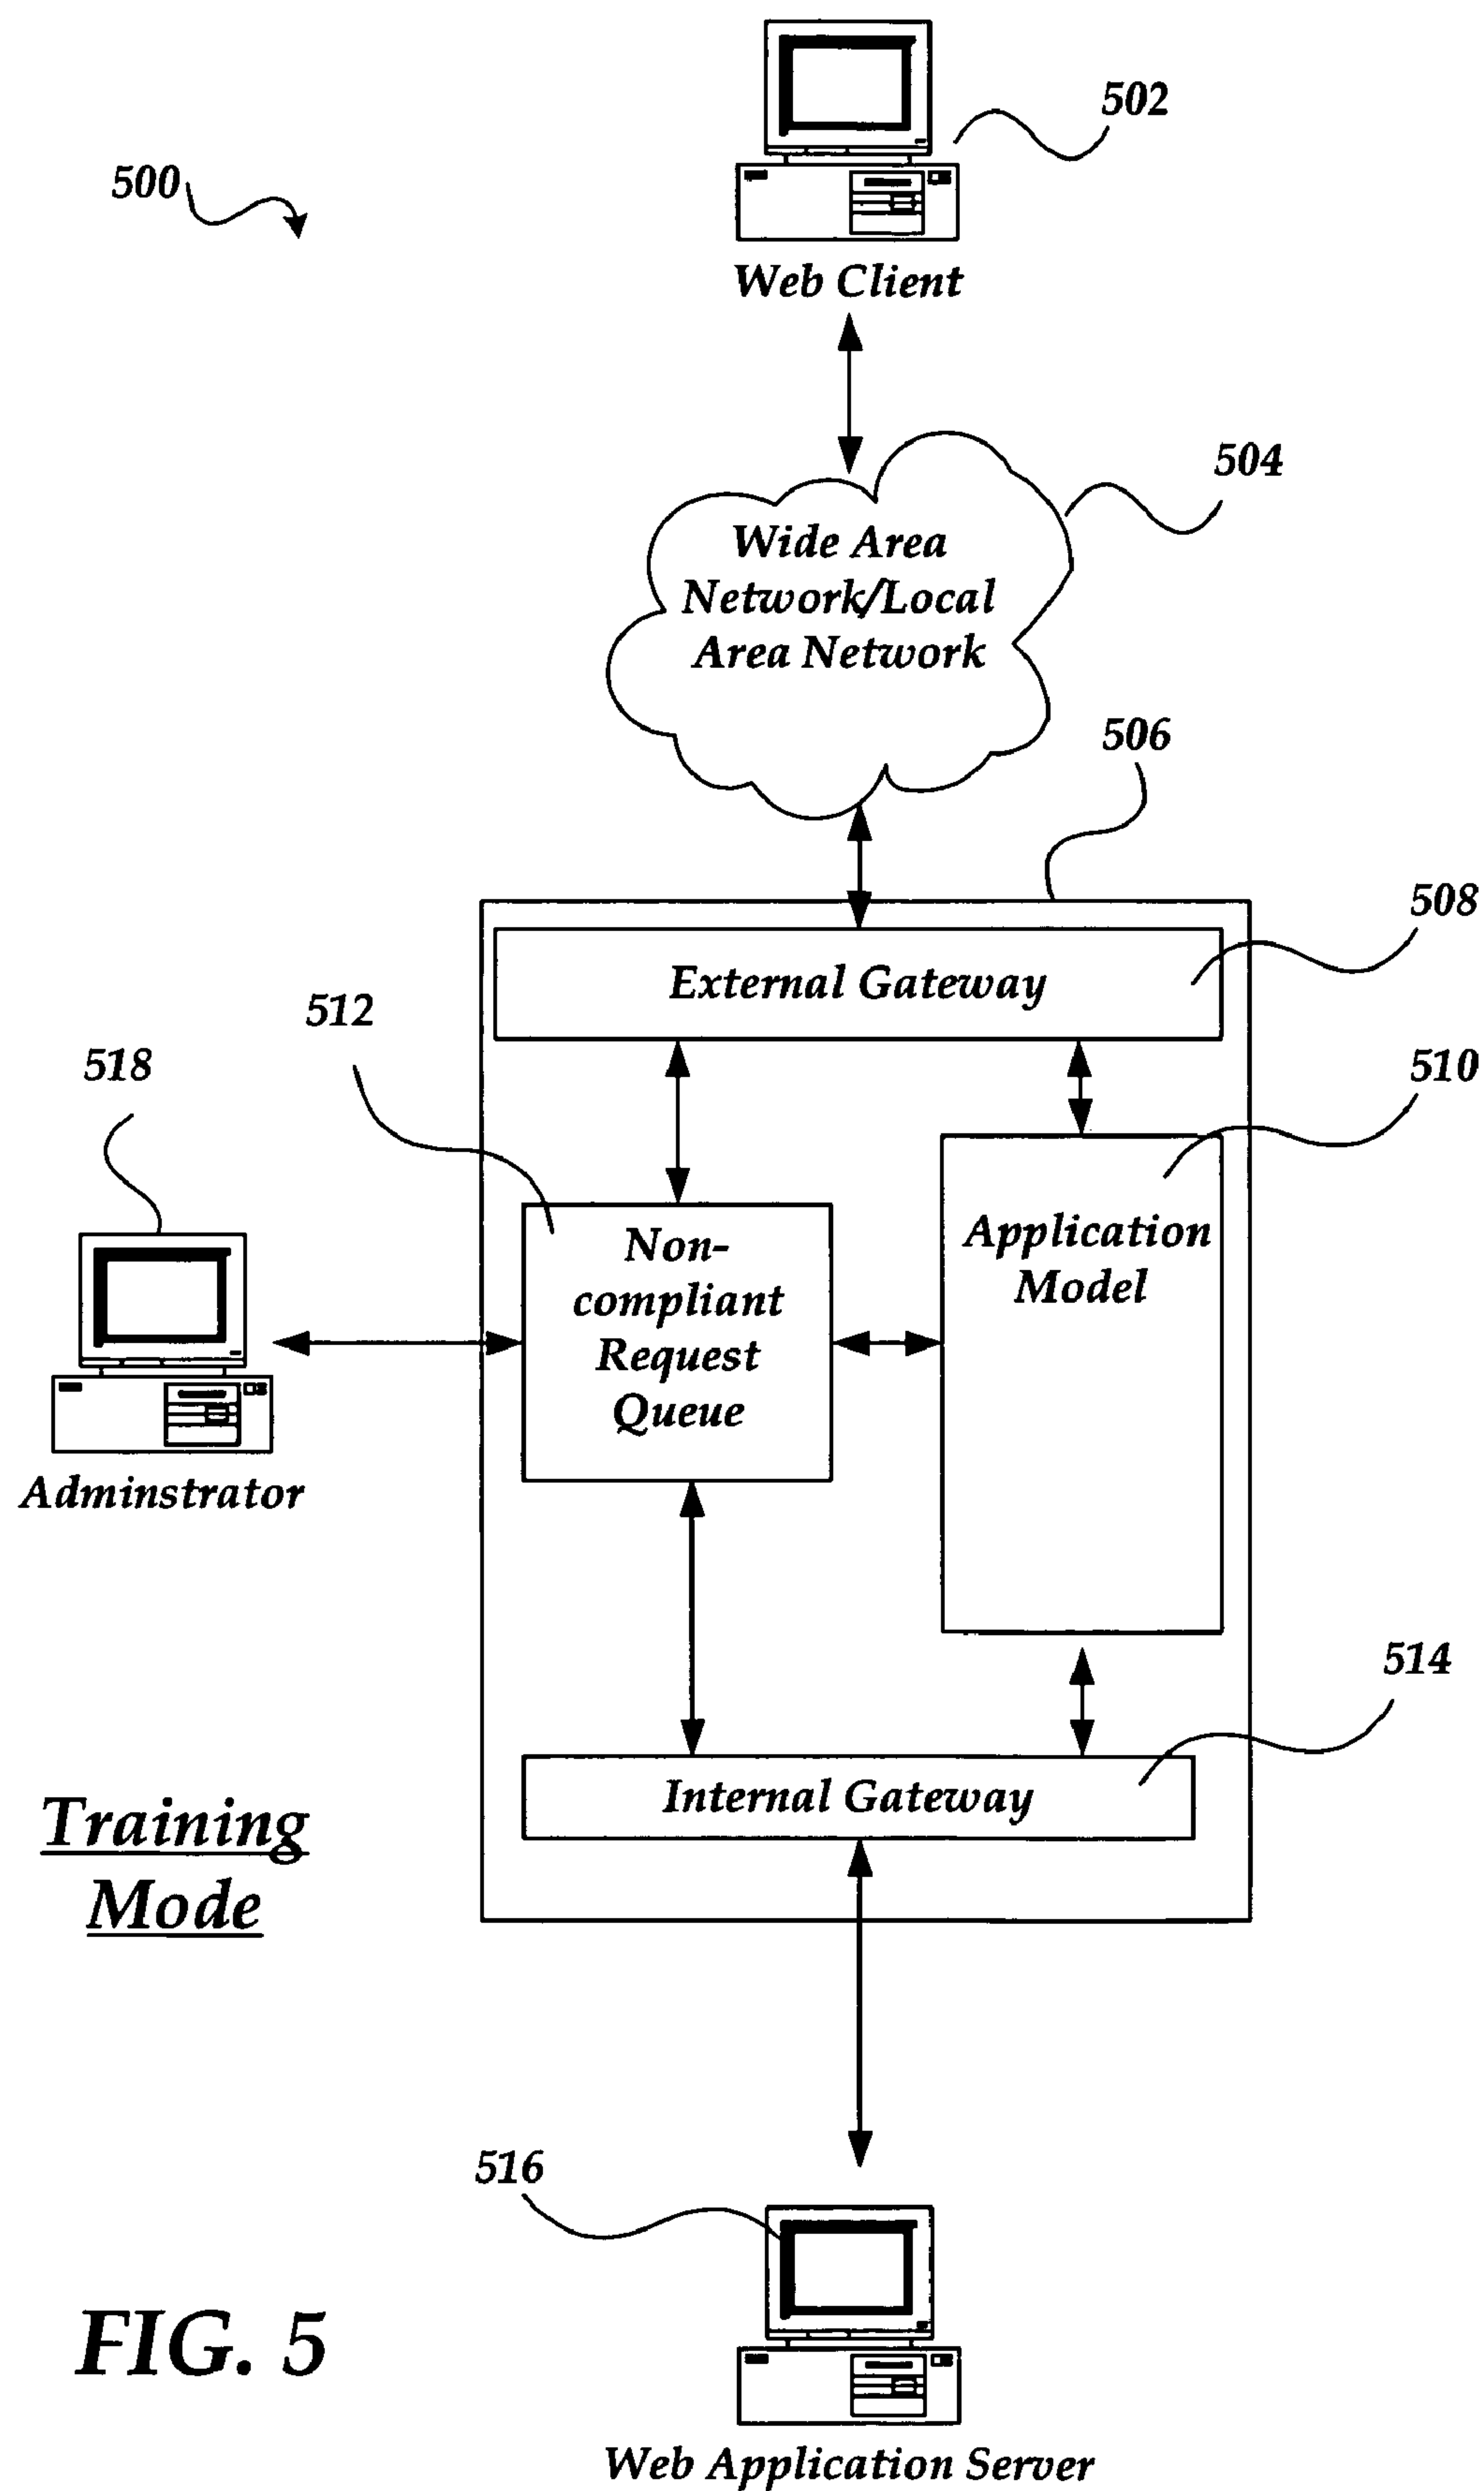 502
500
Web Client
504
Wide Area
Network/Local
Area Network
506
508
External Gateway
512
518
510
Non-
compliant
Request
Queue
Application
Model
Adminstrator
514
Internal Gateway
Training
Mode
516
FIG. 5
Web Application Server